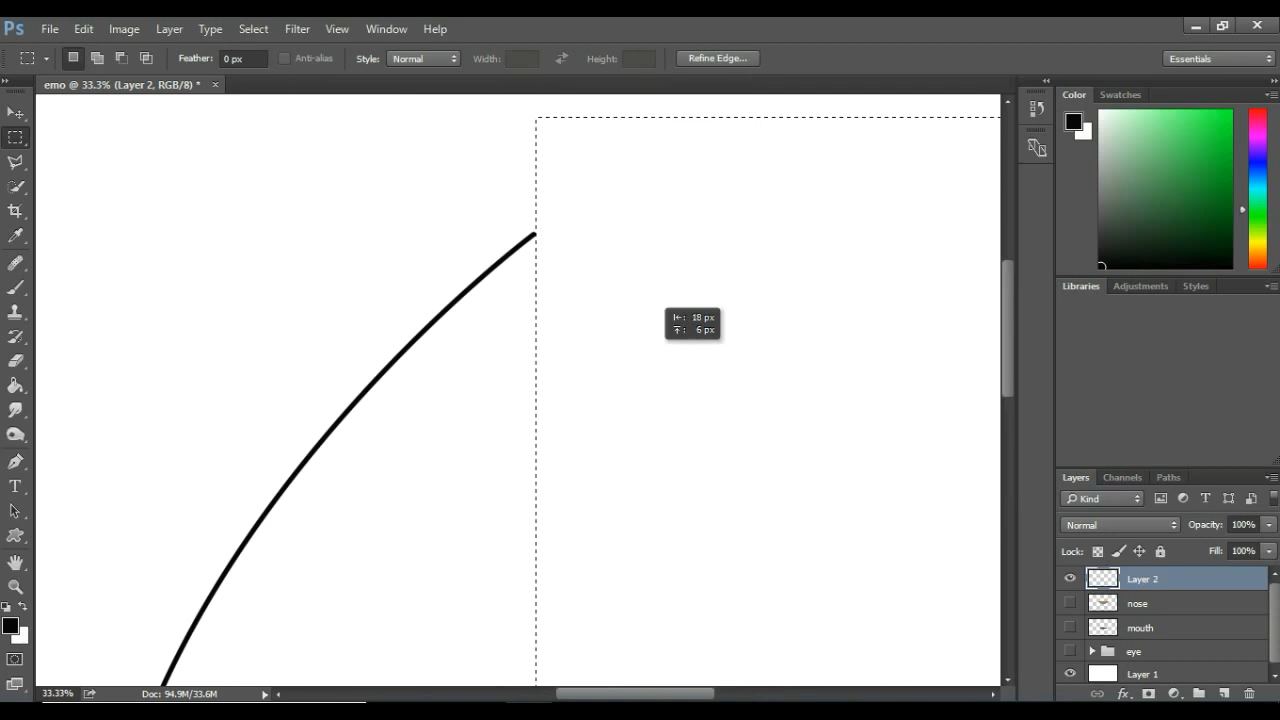 Ps File Edit Image Layer Type Select Filter View Window Help
Feather: 0 px Anti-alias Style: Normal Width: Height: Refine Edge... Essentials
emo @ 33.3% (Layer 2, RGB/8) * ×
Color Swatches
18 px
6 px
Libraries Adjustments Styles
Layers Channels Paths
Kind
Normal Opacity: 100%
Lock: Fill: 100%
Layer 2
nose
mouth
eye
Layer 1
33.33% Doc: 94.9M/33.6M